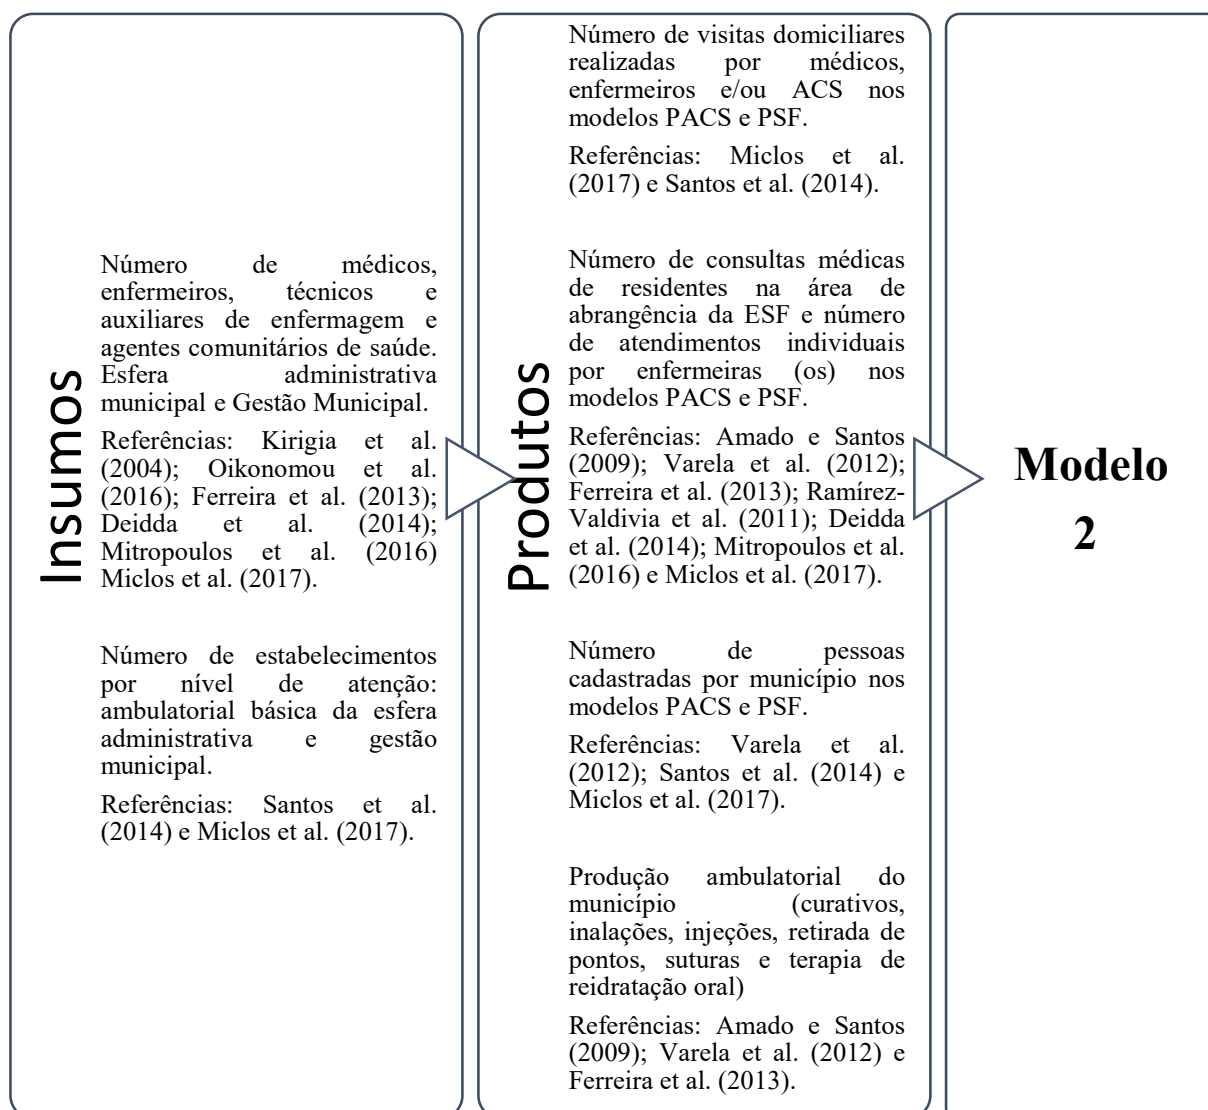 Insumos
Número de médicos,
enfermeiros, técnicos e
auxiliares de enfermagem e
agentes comunitários de saúde.
Esfera administrativa
municipal e Gestão Municipal.
Referências: Kirigia et al.
(2004); Oikonomou et al.
(2016); Ferreira et al. (2013);
Deidda et al. (2014);
Mitropoulos et al. (2016)
Miclos et al. (2017).
Número de estabelecimentos
por nível de atenção:
ambulatorial básica da esfera
administrativa e gestão
municipal.
Referências: Santos et al.
(2014) e Miclos et al. (2017).
Produtos
Número de visitas domiciliares
realizadas por médicos,
enfermeiros e/ou ACS nos
modelos PACS e PSF.
Referências: Miclos et al.
(2017) e Santos et al. (2014).
Número de consultas médicas
de residentes na área de
abrangência da ESF e número
de atendimentos individuais
por enfermeiras (os) nos
modelos PACS e PSF.
Referências: Amado e Santos
(2009); Varela et al. (2012);
Ferreira et al. (2013); Ramírez-
Valdivia et al. (2011); Deidda
et al. (2014); Mitropoulos et al.
(2016) e Miclos et al. (2017).
Número de pessoas
cadastradas por município nos
modelos PACS e PSF.
Referências: Varela et al.
(2012); Santos et al. (2014) e
Miclos et al. (2017).
Produção ambulatorial do
município (curativos,
inalações, injeções, retirada de
pontos, suturas e terapia de
reidratação oral)
Referências: Amado e Santos
(2009); Varela et al. (2012) e
Ferreira et al. (2013).
Modelo
2